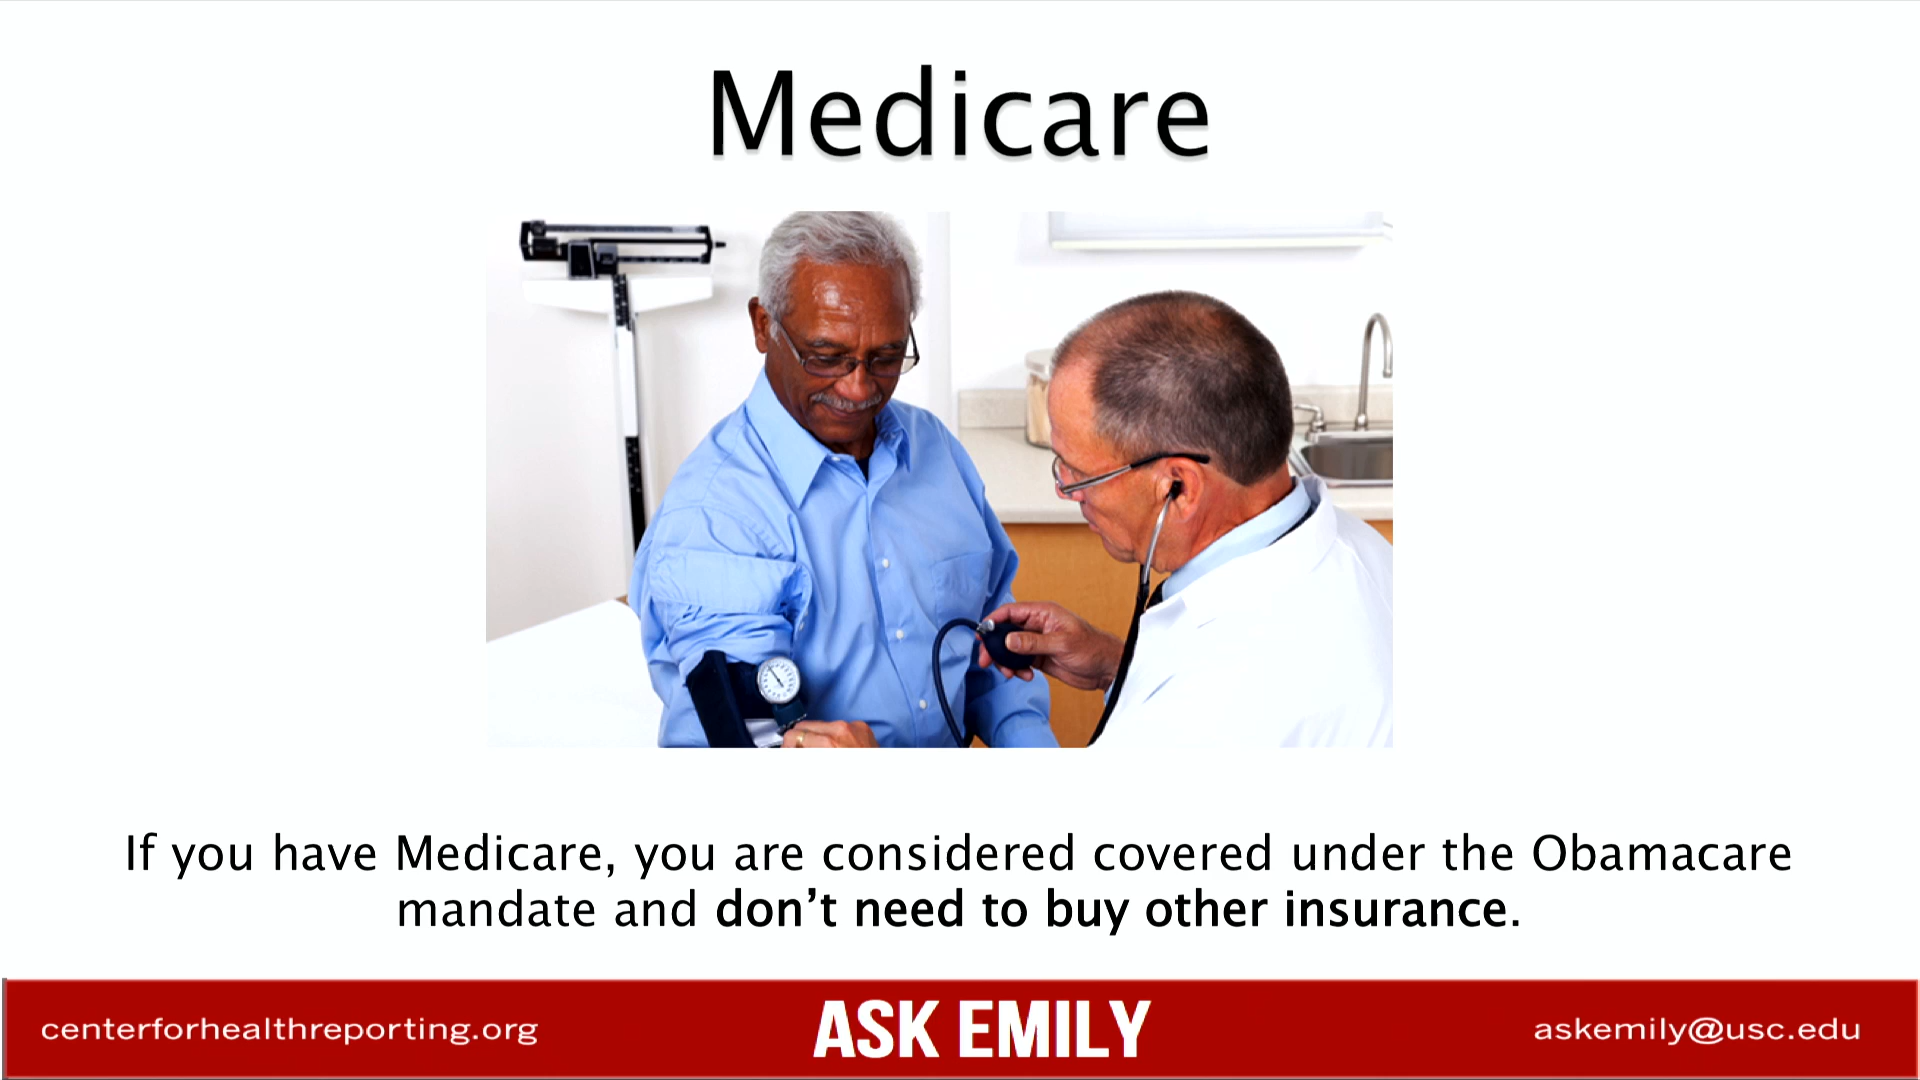 Medicare
If you have Medicare, you are considered covered under the Obamacare
mandate and don’t need to buy other insurance.
centerforhealthreporting.org
ASK EMILY
askemily@usc.edu